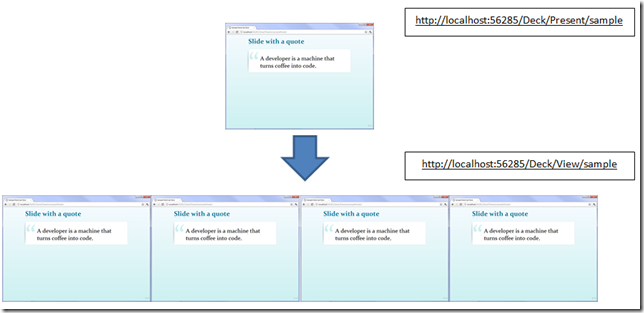 http://localhost:56285/Deck/Present/sample
Slide with a quote
“ A developer is a machine that
turns coffee into code.
http://localhost:56285/Deck/View/sample
Slide with a quote
“ A developer is a machine that
turns coffee into code.
Slide with a quote
“ A developer is a machine that
turns coffee into code.
Slide with a quote
“ A developer is a machine that
turns coffee into code.
Slide with a quote
“ A developer is a machine that
turns coffee into code.